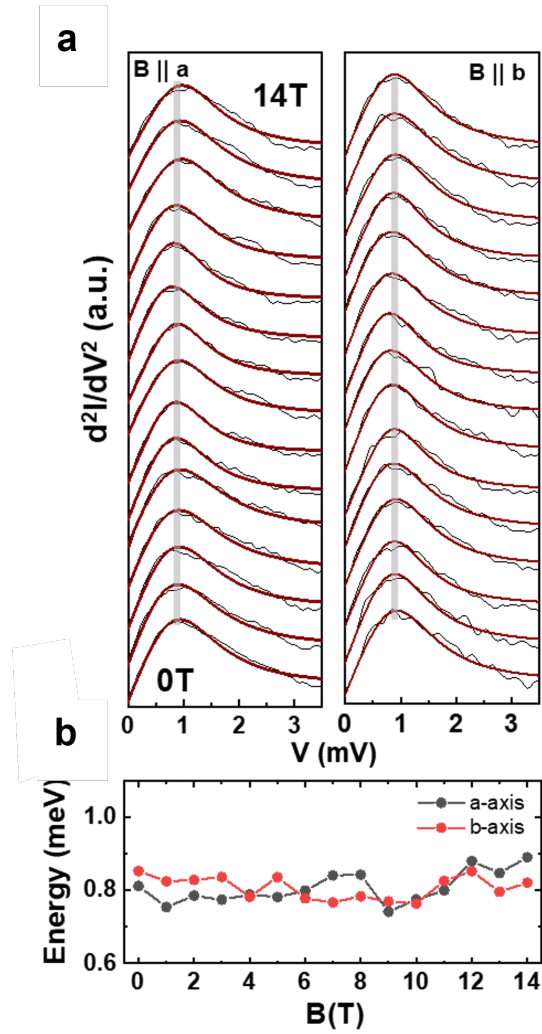 a
B || a
14T
B || b
d²I/dV² (a.u.)
0T
0 1 2 3
0 1 2 3
V (mV)
b
Energy (meV)
1.0
0.8
0.6
a-axis
b-axis
0 2 4 6 8 10 12 14
B(T)